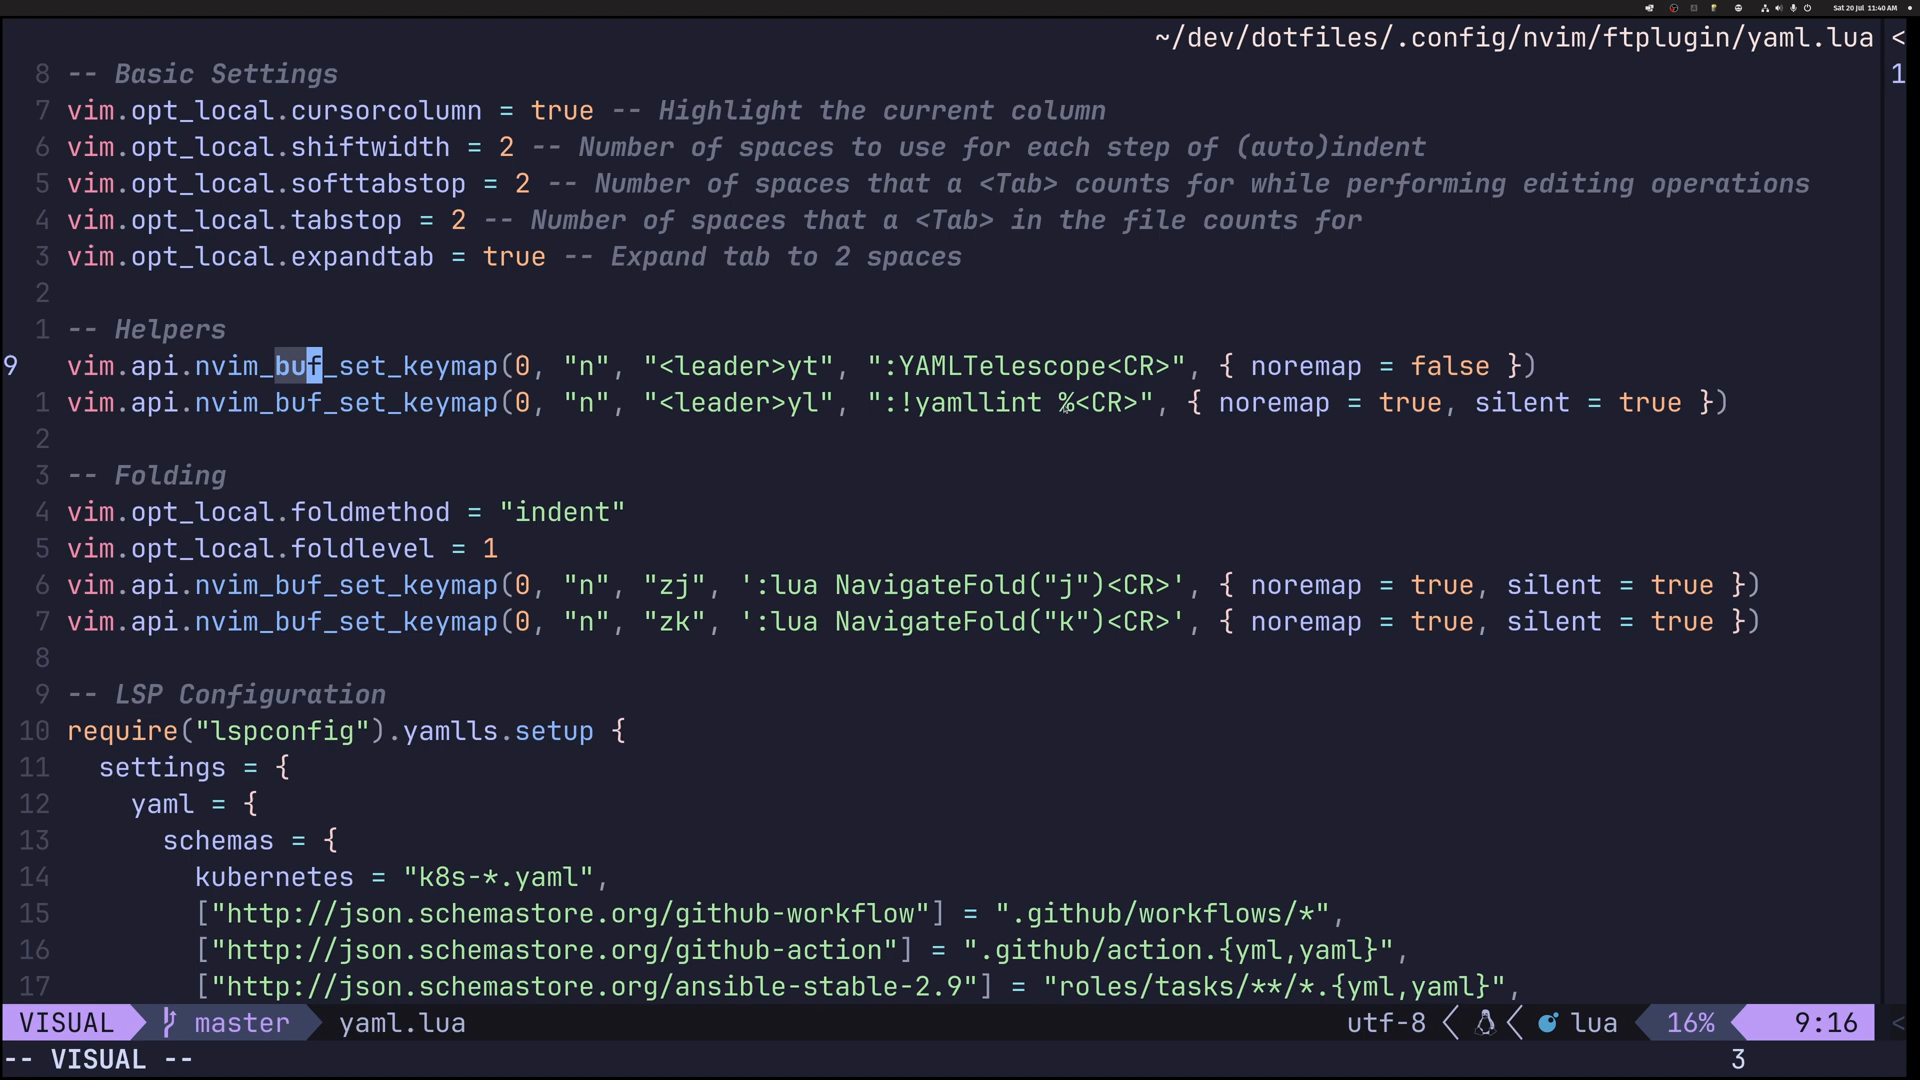 Sat 20 Jul 11:40 AM
~/dev/dotfiles/.config/nvim/ftplugin/yaml.lua <
8 -- Basic Settings 1
7 vim.opt_local.cursorcolumn = true -- Highlight the current column
6 vim.opt_local.shiftwidth = 2 -- Number of spaces to use for each step of (auto)indent
5 vim.opt_local.softtabstop = 2 -- Number of spaces that a <Tab> counts for while performing editing operations
4 vim.opt_local.tabstop = 2 -- Number of spaces that a <Tab> in the file counts for
3 vim.opt_local.expandtab = true -- Expand tab to 2 spaces
2
1 -- Helpers
9 vim.api.nvim_buf_set_keymap(0, "n", "<leader>yt", ":YAMLTelescope<CR>", { noremap = false })
1 vim.api.nvim_buf_set_keymap(0, "n", "<leader>yl", ":!yamllint %<CR>", { noremap = true, silent = true })
2
3 -- Folding
4 vim.opt_local.foldmethod = "indent"
5 vim.opt_local.foldlevel = 1
6 vim.api.nvim_buf_set_keymap(0, "n", "zj", ':lua NavigateFold("j")<CR>', { noremap = true, silent = true })
7 vim.api.nvim_buf_set_keymap(0, "n", "zk", ':lua NavigateFold("k")<CR>', { noremap = true, silent = true })
8
9 -- LSP Configuration
10 require("lspconfig").yamlls.setup {
11 settings = {
12 yaml = {
13 schemas = {
14 kubernetes = "k8s-*.yaml",
15 ["http://json.schemastore.org/github-workflow"] = ".github/workflows/*",
16 ["http://json.schemastore.org/github-action"] = ".github/action.{yml,yaml}",
17 ["http://json.schemastore.org/ansible-stable-2.9"] = "roles/tasks/**/*.{yml,yaml}",
VISUAL master yaml.lua utf-8 lua 16% 9:16 <
-- VISUAL -- 3